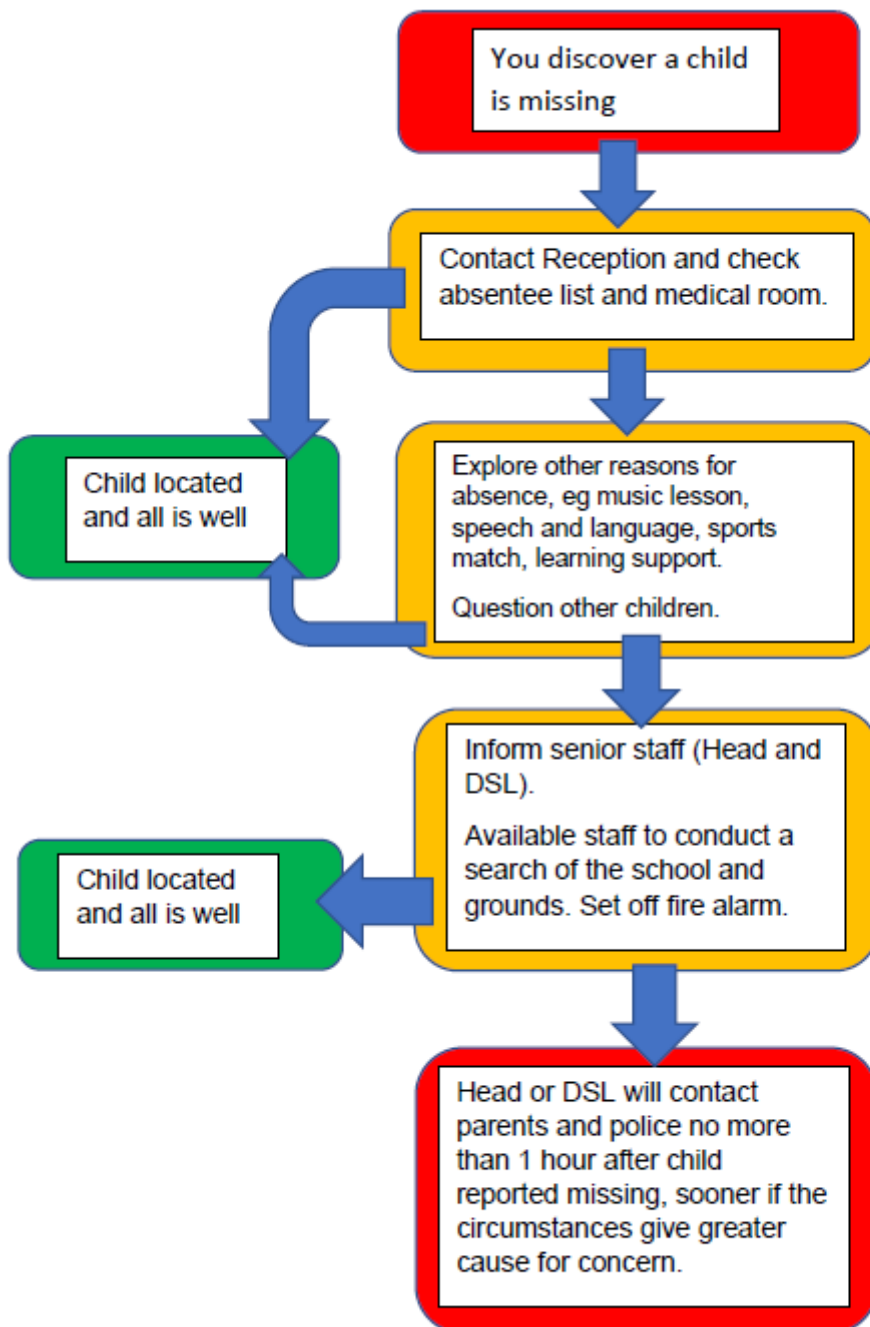 You discover a child
is missing
Contact Reception and check
absentee list and medical room.
Child located
and all is well
Explore other reasons for
absence, eg music lesson,
speech and language, sports
match, learning support.
Question other children.
Inform senior staff (Head and
DSL).
Available staff to conduct a
search of the school and
grounds. Set off fire alarm.
Child located
and all is well
Head or DSL will contact
parents and police no more
than 1 hour after child
reported missing, sooner if the
circumstances give greater
cause for concern.